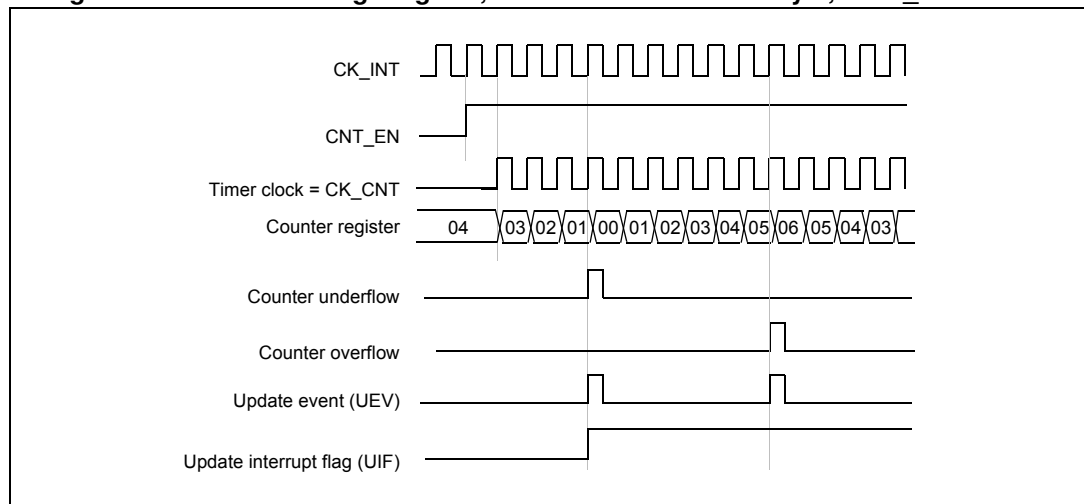 CK_INT
CNT_EN
Timer clock = CK_CNT
Counter register 04 03 02 01 00 01 02 03 04 05 06 05 04 03
Counter underflow
Counter overflow
Update event (UEV)
Update interrupt flag (UIF)